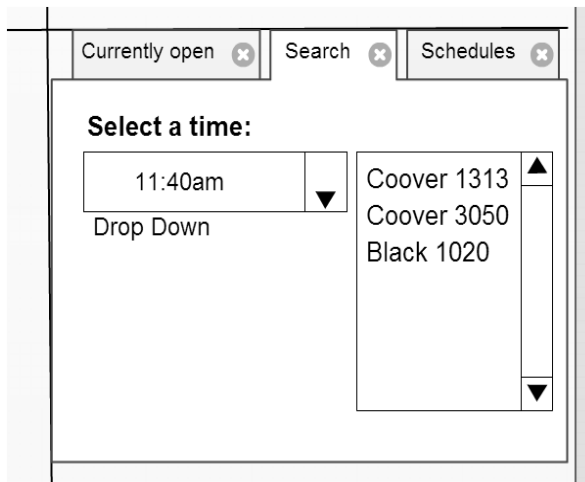 Currently open
Search
Schedules
Select a time:
11:40am
Drop Down
Coover 1313
Coover 3050
Black 1020